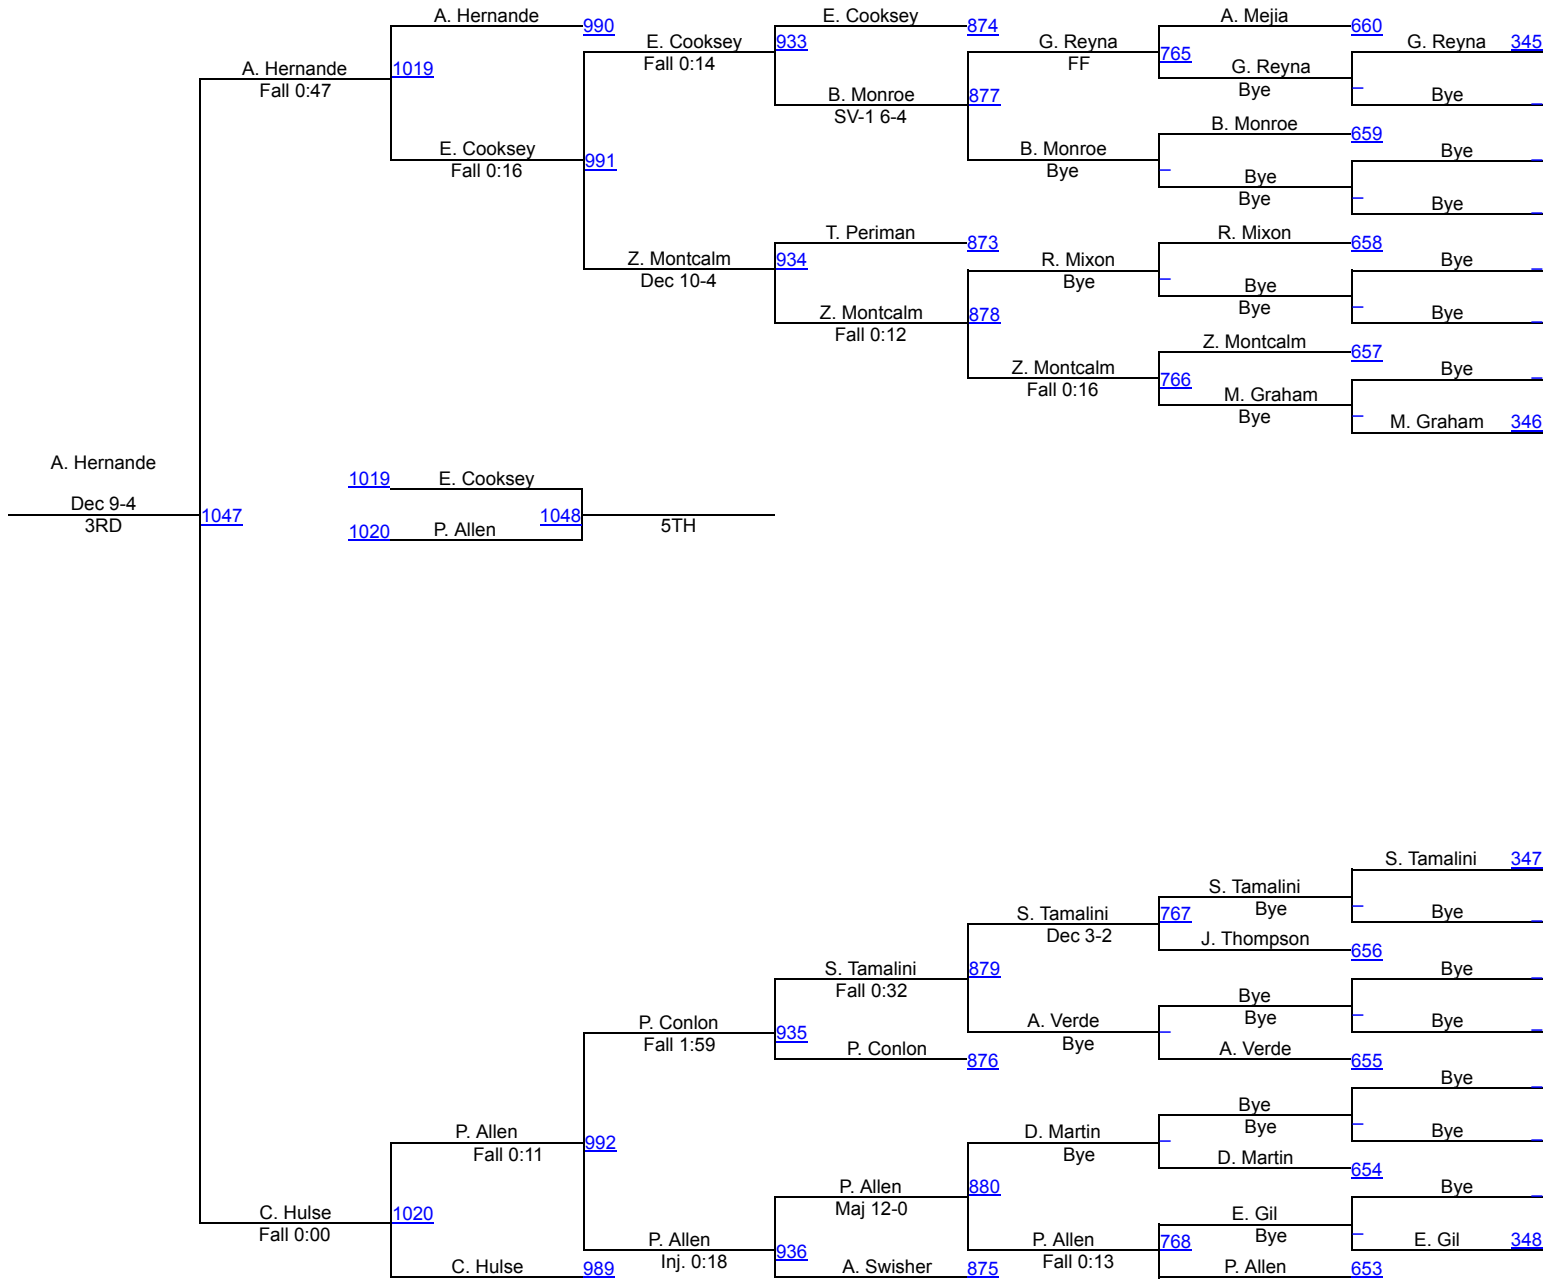 A. Hernande
990
E. Cooksey
874
A. Mejia
660
E. Cooksey
933
G. Reyna
765
G. Reyna 345
Fall 0:14
FF
A. Hernande
1019
G. Reyna
Fall 0:47
Bye
–
Bye –
B. Monroe
877
SV-1 6-4
B. Monroe
659
E. Cooksey
991
B. Monroe
Bye –
Fall 0:16
Bye
–
Bye
Bye
–
Bye –
T. Periman
873
R. Mixon
658
Z. Montcalm
934
R. Mixon
Bye –
Dec 10-4
Bye
–
Bye
Bye
–
Bye –
Z. Montcalm
878
Fall 0:12
Z. Montcalm
657
Z. Montcalm
766
Bye –
Fall 0:16
M. Graham
Bye
–
M. Graham 346
A. Hernande
1019 E. Cooksey
Dec 9-4
3RD
1047
1048
5TH
1020 P. Allen
S. Tamalini 347
S. Tamalini
Bye
–
Bye –
S. Tamalini
767
Dec 3-2
J. Thompson
656
S. Tamalini
879
Bye –
Fall 0:32
Bye
Bye
–
Bye –
P. Conlon
935
A. Verde
–
Fall 1:59
Bye
P. Conlon
876
A. Verde
655
Bye –
Bye
Bye
–
Bye –
P. Allen
992
D. Martin
–
Fall 0:11
Bye
D. Martin
654
P. Allen
880
Bye –
Maj 12-0
C. Hulse
1020
E. Gil
Fall 0:00
Bye
–
E. Gil 348
P. Allen
936
P. Allen
768
Inj. 0:18
Fall 0:13
C. Hulse
989
A. Swisher
875
P. Allen
653